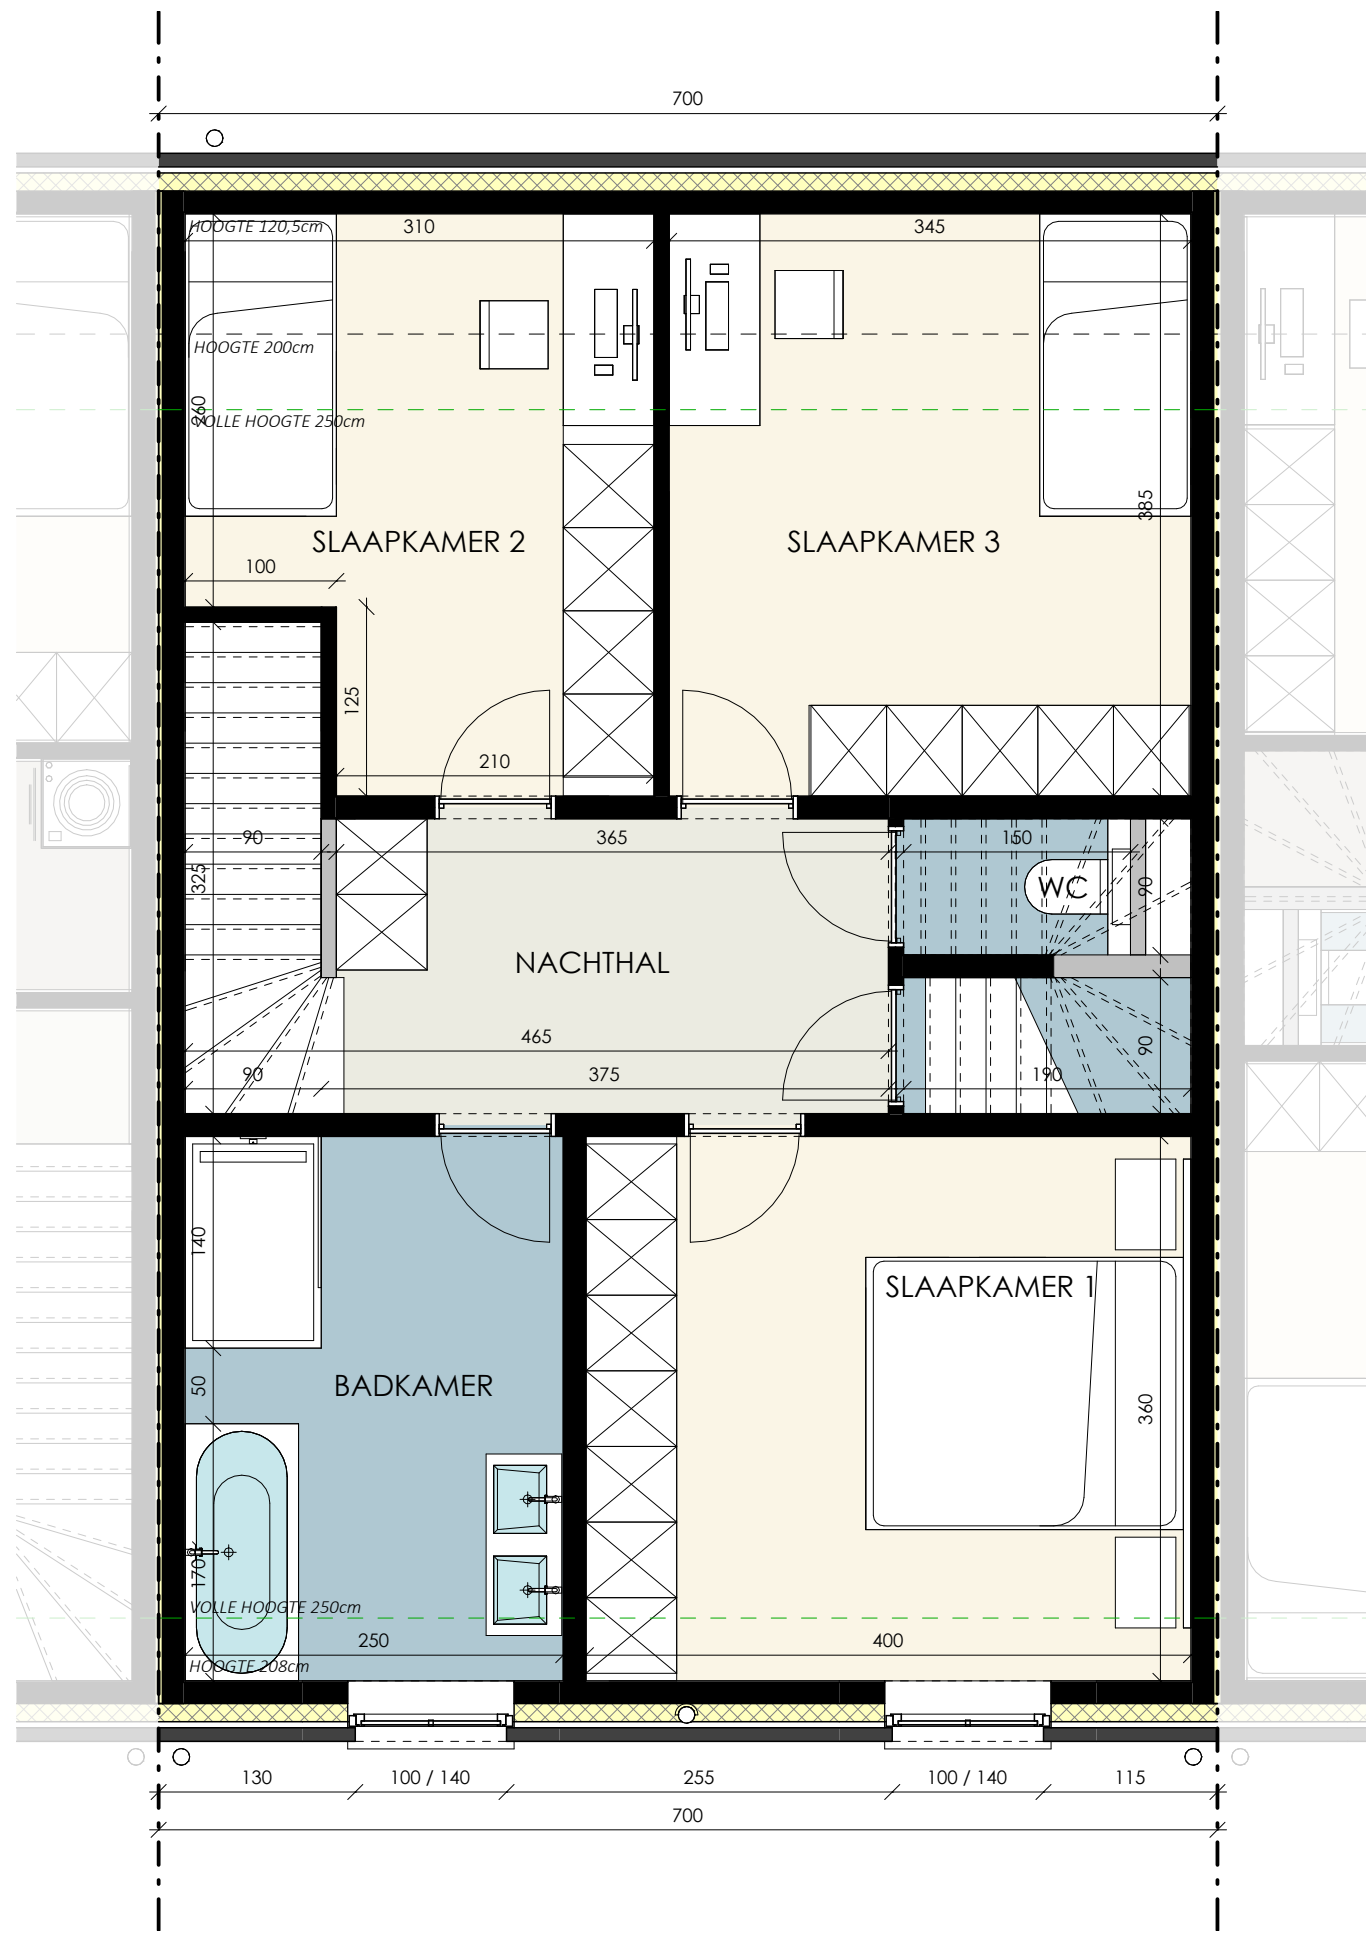 700
HOOGTE 120,5cm
310
345
HOOGTE 200cm
260
VOLLE HOOGTE 250cm
385
SLAAPKAMER 2
SLAAPKAMER 3
100
125
210
90
365
150
325
WC
90
NACHTHAL
465
90
90
375
190
140
SLAAPKAMER 1
50
BADKAMER
360
170
VOLLE HOOGTE 250cm
250
400
HOOGTE 208cm
130
100 / 140
255
100 / 140
115
700